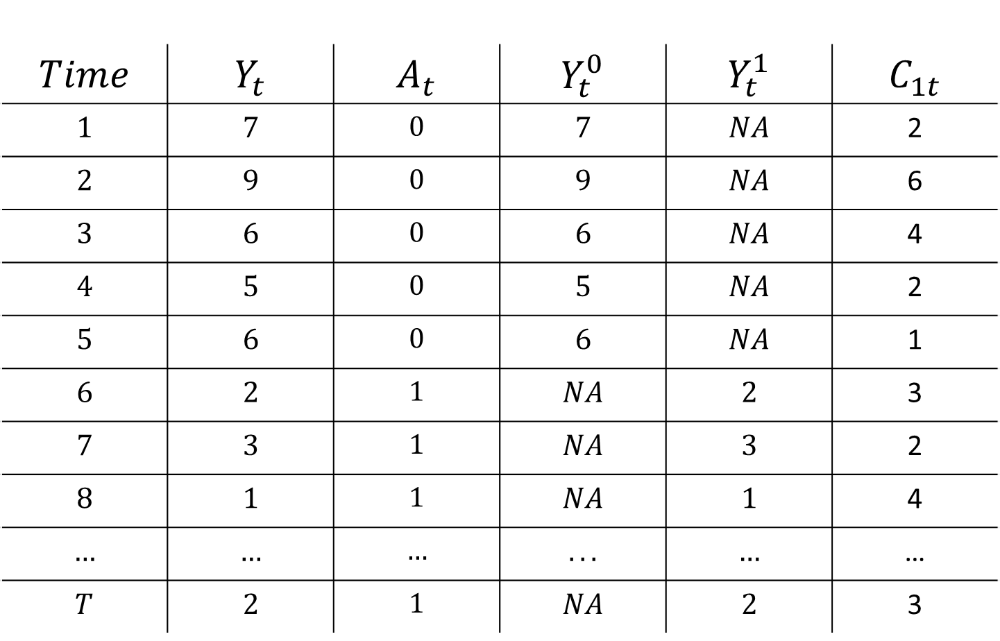 Time Y_t A_t Y_t^0 Y_t^1 C_{1t}
1 7 0 7 NA 2
2 9 0 9 NA 6
3 6 0 6 NA 4
4 5 0 5 NA 2
5 6 0 6 NA 1
6 2 1 NA 2 3
7 3 1 NA 3 2
8 1 1 NA 1 4
... ... ... ... ... ...
T 2 1 NA 2 3